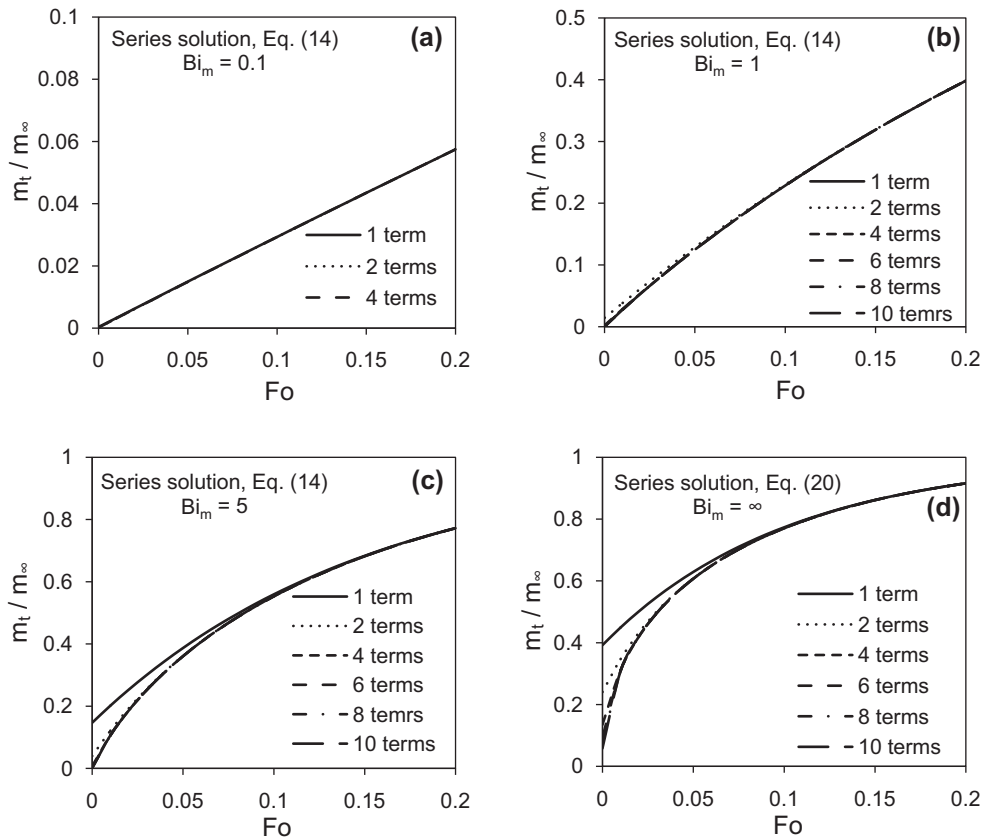 0.1
0.08
0.06
0.04
0.02
0
0
0.05
0.1
0.15
0.2
m_t / m_∞
Fo
Series solution, Eq. (14)
Bi_m = 0.1
(a)
1 term
2 terms
4 terms
0.5
0.4
0.3
0.2
0.1
0
0
0.05
0.1
0.15
0.2
m_t / m_∞
Fo
Series solution, Eq. (14)
Bi_m = 1
(b)
1 term
2 terms
4 terms
6 temrs
8 terms
10 temrs
1
0.8
0.6
0.4
0.2
0
0
0.05
0.1
0.15
0.2
m_t / m_∞
Fo
Series solution, Eq. (14)
Bi_m = 5
(c)
1 term
2 terms
4 terms
6 terms
8 temrs
10 terms
1
0.8
0.6
0.4
0.2
0
0
0.05
0.1
0.15
0.2
m_t / m_∞
Fo
Series solution, Eq. (20)
Bi_m = ∞
(d)
1 term
2 terms
4 terms
6 terms
8 terms
10 terms